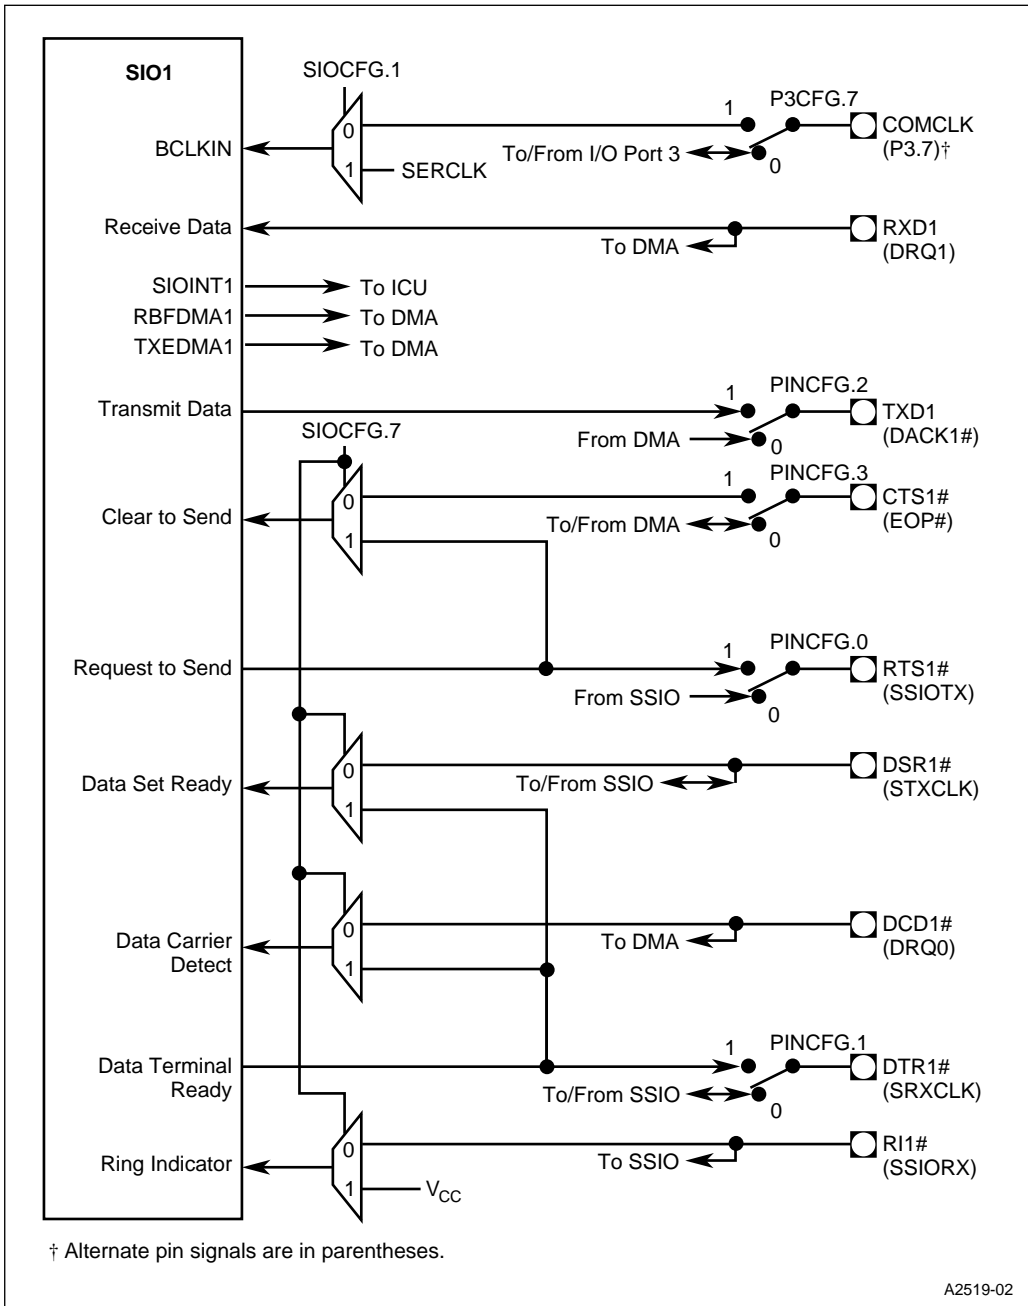 SIO1
SIOCFG.1
P3CFG.7
1
COMCLK
(P3.7)†
0
BCLKIN
To/From I/O Port 3
1
SERCLK
0
Receive Data
RXD1
(DRQ1)
To DMA
SIOINT1
To ICU
RBFDMA1
To DMA
TXEDMA1
To DMA
PINCFG.2
1
Transmit Data
TXD1
(DACK1#)
SIOCFG.7
From DMA
0
PINCFG.3
1
0
CTS1#
(EOP#)
Clear to Send
To/From DMA
0
1
PINCFG.0
1
Request to Send
RTS1#
(SSIOTX)
From SSIO
0
0
DSR1#
(STXCLK)
Data Set Ready
To/From SSIO
1
0
DCD1#
(DRQ0)
Data Carrier
Detect
To DMA
1
PINCFG.1
1
Data Terminal
Ready
DTR1#
(SRXCLK)
To/From SSIO
0
0
RI1#
(SSIORX)
Ring Indicator
To SSIO
1
VCC
† Alternate pin signals are in parentheses.
A2519-02